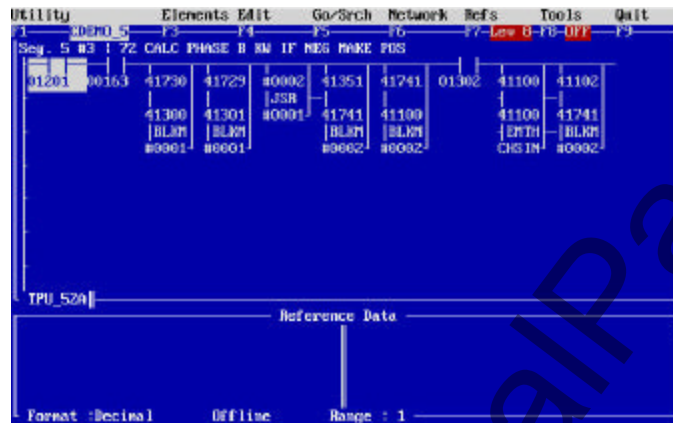 Utility Elements Edit Go/Srch Network Refs Tools Quit
F1 CDEMO_5 F3 F4 F5 F6 F7-Lev 8-F8-OFF-F9
Seg. 5 #3 / 72 CALC PHASE B KW IF NEG MAKE POS
01201 00163 41730 41729 #0002 41351 41741 01302 41100 41102
JSR
41300 41301 #0001 41741 41100 41100 41741
BLKM BLKM BLKM BLKM EMTH BLKM
#0001 #0001 #0002 #0002 CHSIN #0002
TPU_52A
Reference Data
Format :Decimal Offline Range : 1